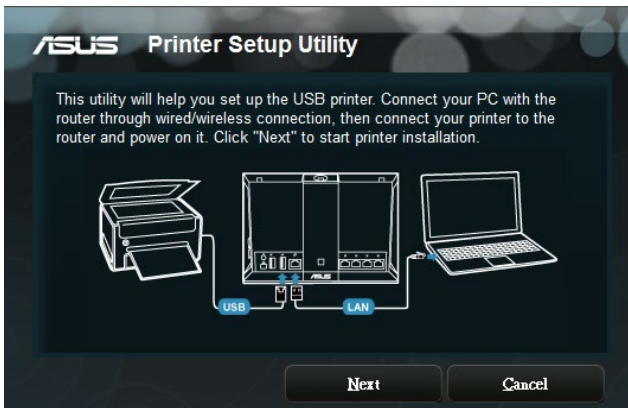 ASUS Printer Setup Utility
This utility will help you set up the USB printer. Connect your PC with the
router through wired/wireless connection, then connect your printer to the
router and power on it. Click "Next" to start printer installation.
ASUS
USB
LAN
Next
Cancel